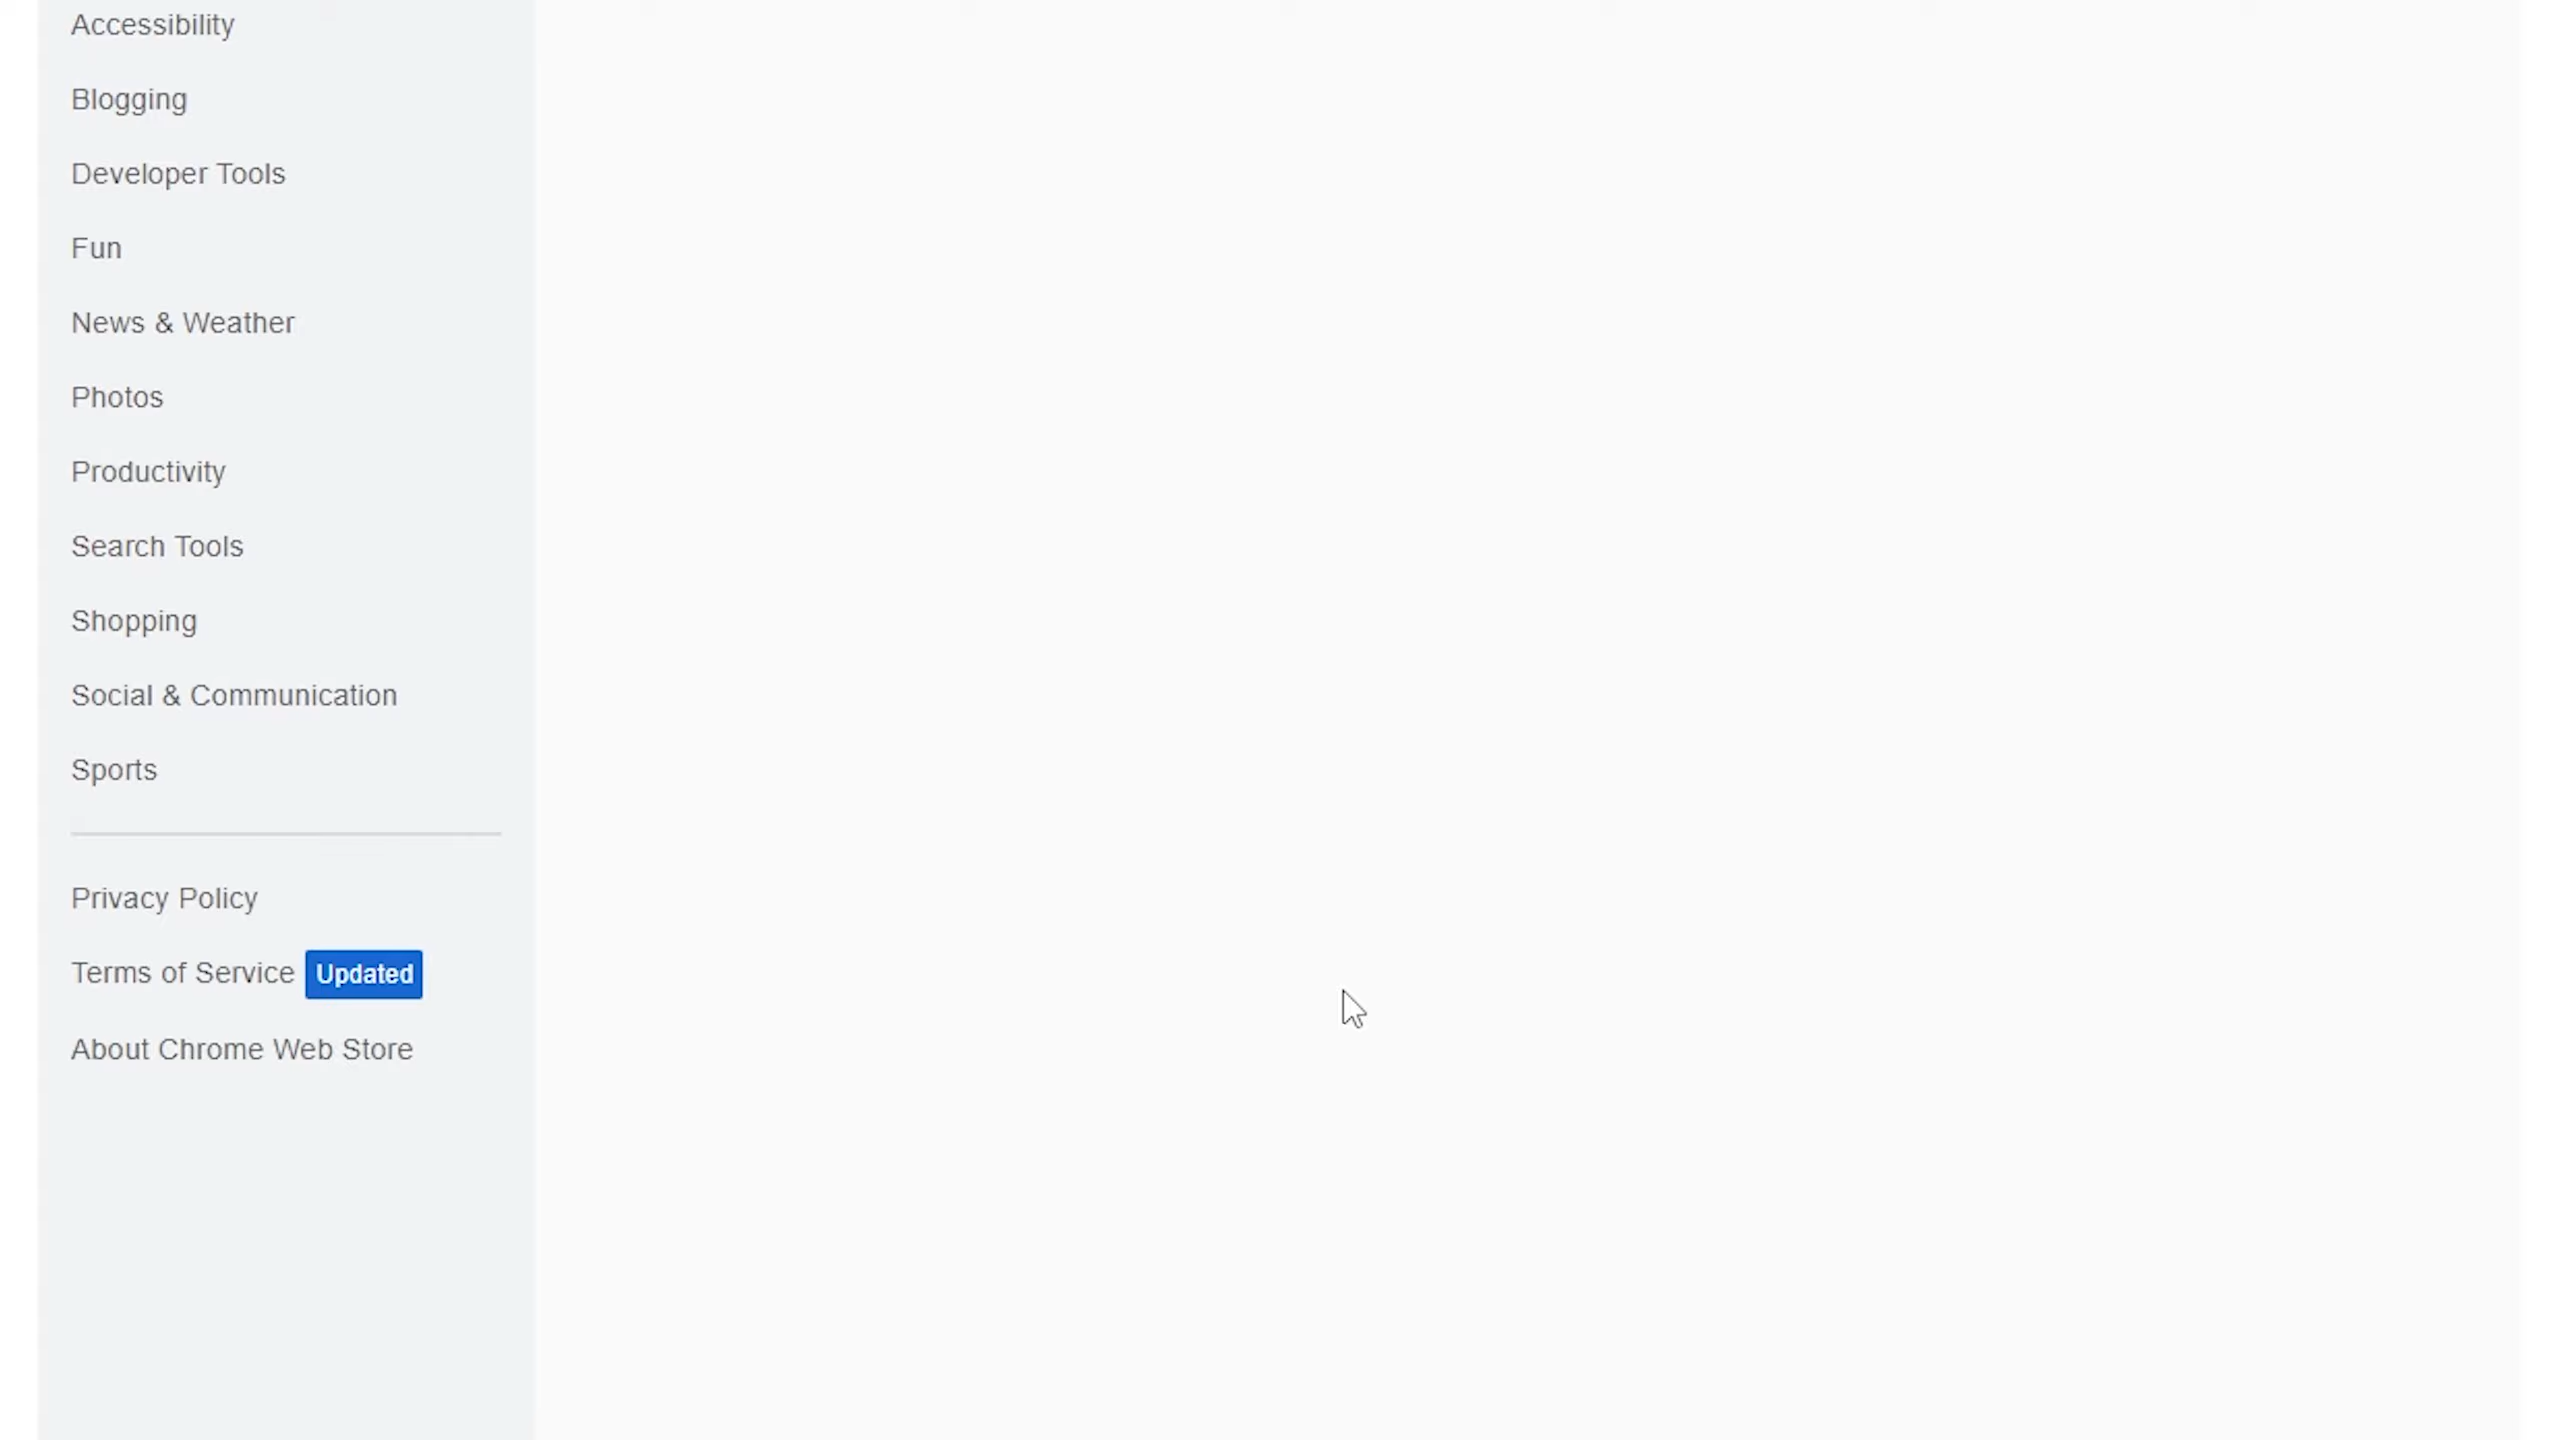 Accessibility
Blogging
Developer Tools
Fun
News & Weather
Photos
Productivity
Search Tools
Shopping
Social & Communication
Sports
Privacy Policy
Terms of Service Updated
About Chrome Web Store